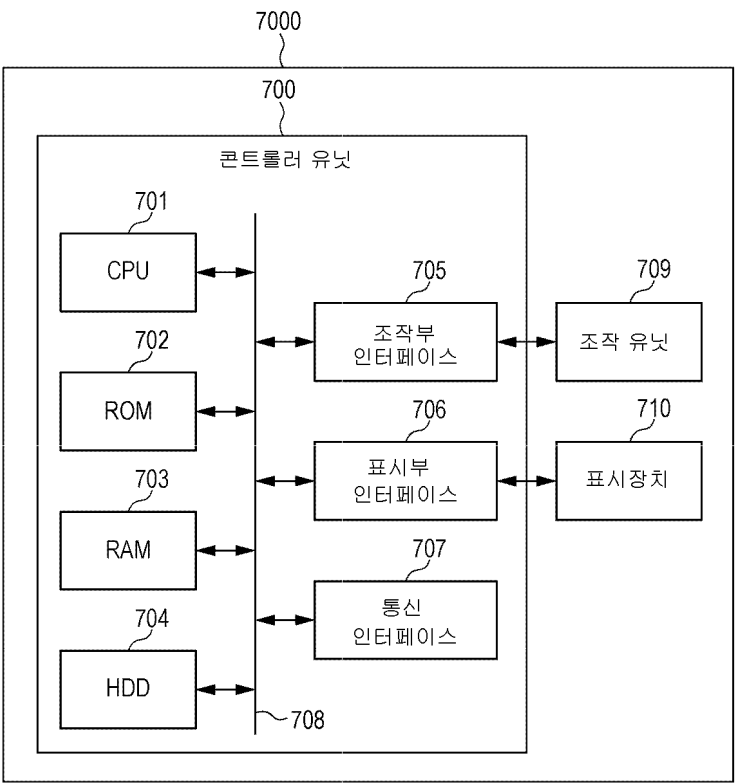 7000
700
콘트롤러 유닛
701
CPU
705
조작부
인터페이스
709
조작 유닛
702
ROM
706
표시부
인터페이스
710
표시장치
703
RAM
707
통신
인터페이스
704
HDD
708